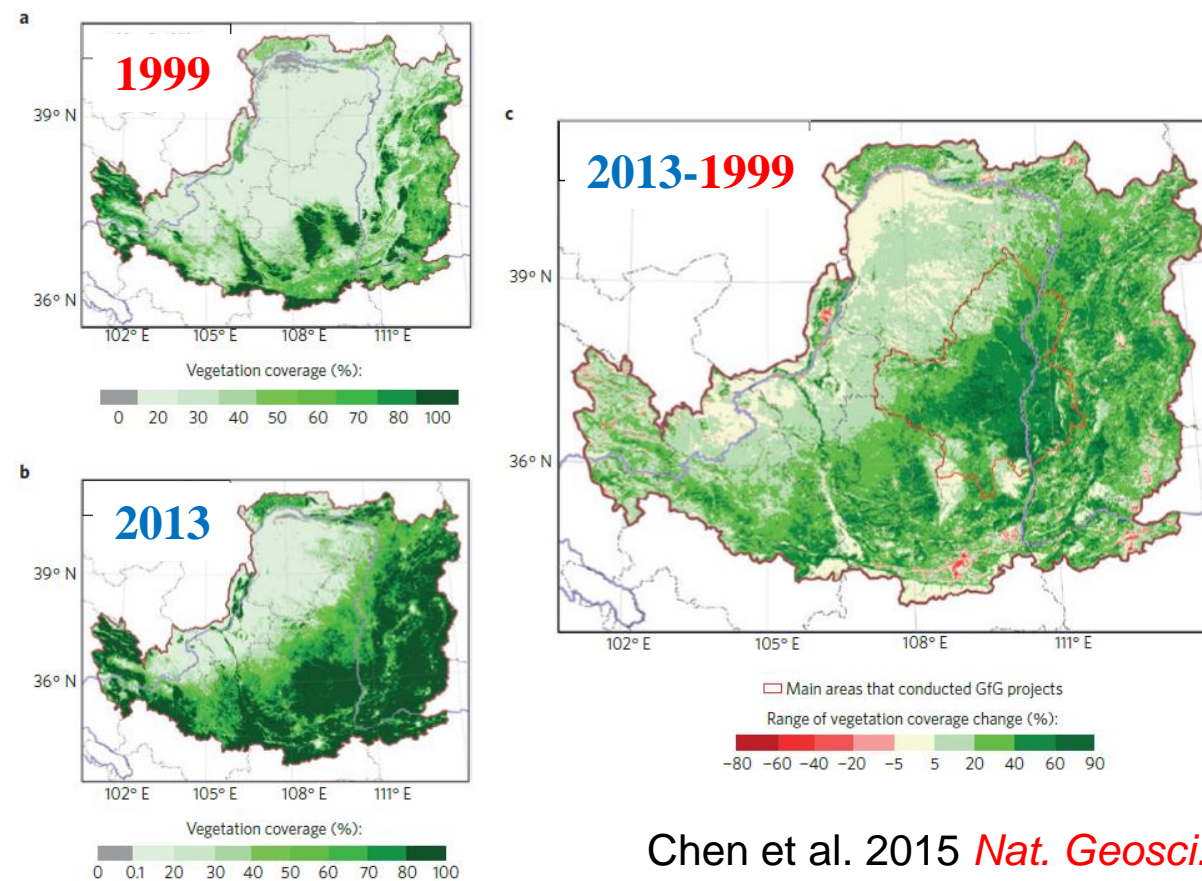 a
1999
39° N
36° N
102° E 105° E 108° E 111° E
Vegetation coverage (%):
0 20 30 40 50 60 70 80 100
b
2013
39° N
36° N
102° E 105° E 108° E 111° E
Vegetation coverage (%):
0 0.1 20 30 40 50 60 70 80 100
c
2013-1999
39° N
36° N
102° E 105° E 108° E 111° E
Main areas that conducted GfG projects
Range of vegetation coverage change (%):
−80 −60 −40 −20 −5 5 20 40 60 90
Chen et al. 2015 Nat. Geosci.